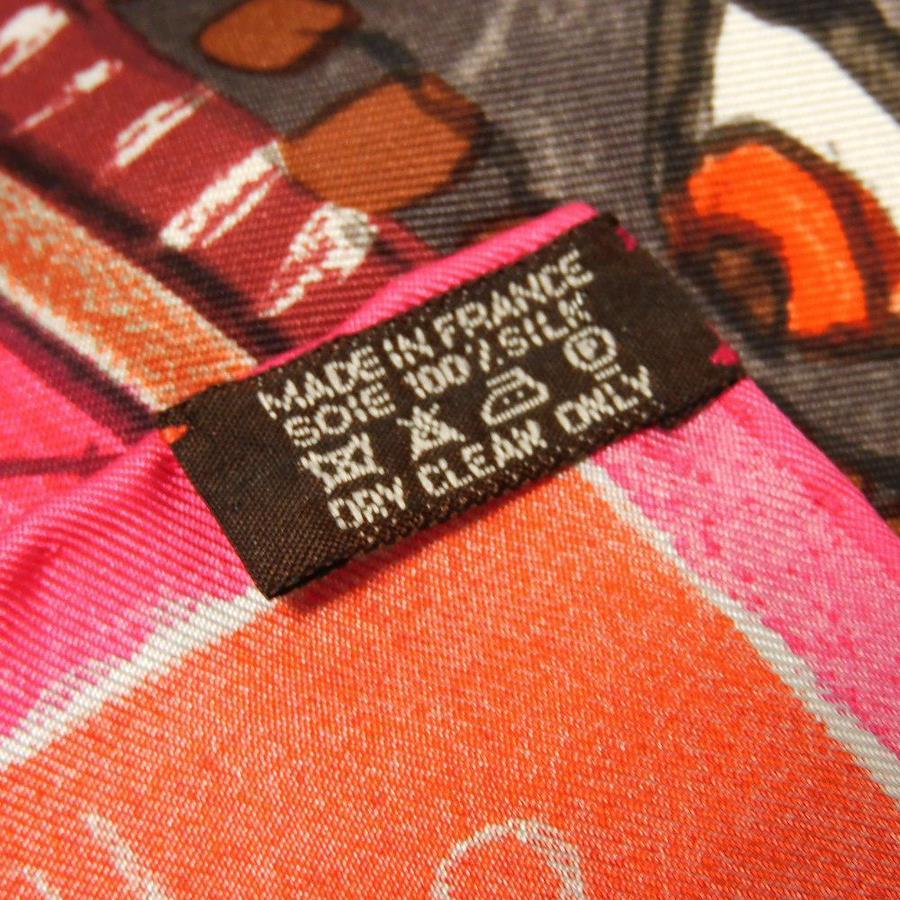 MADE IN FRANCE
SOIE 100% SILK
P
DRY CLEAN ONLY